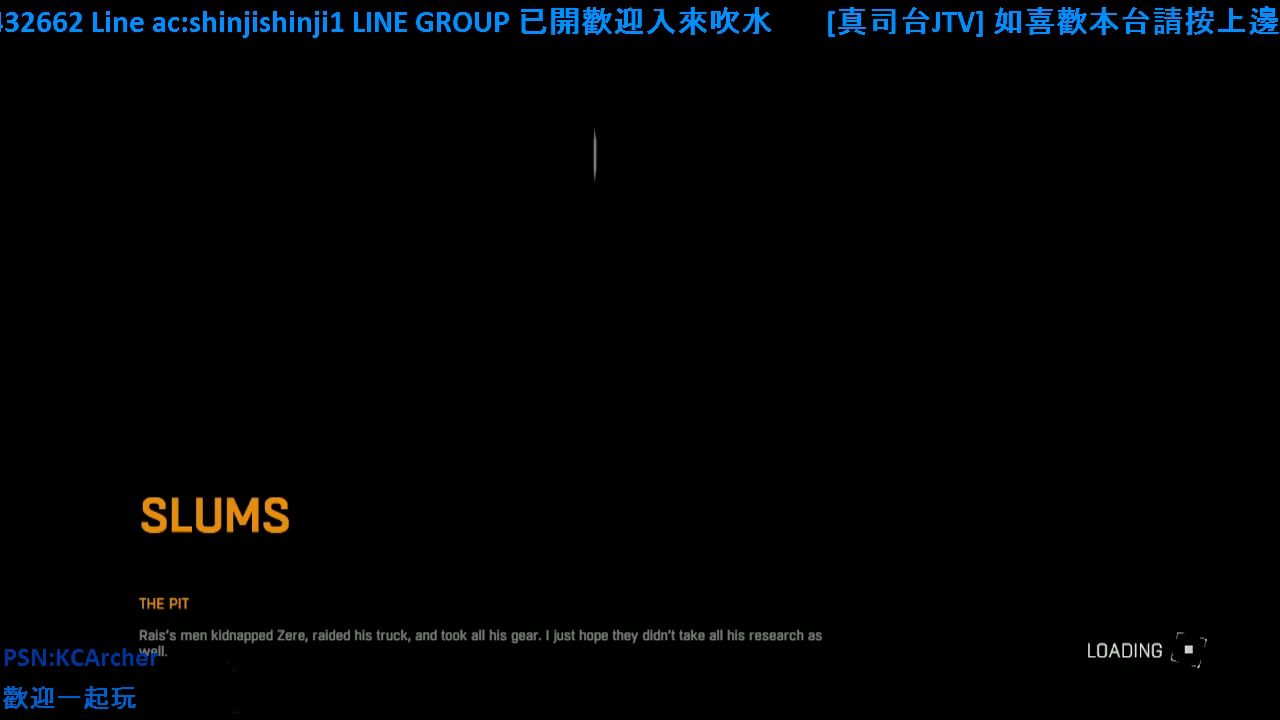 432662 Line ac:shinjishinji1 LINE GROUP 已開歡迎入來吹水 [真司台JTV] 如喜歡本台請按上邊
SLUMS
THE PIT
Rais's men kidnapped Zere, raided his truck, and took all his gear. I just hope they didn't take all his research as
well.
LOADING
PSN:KCArcher
歡迎一起玩